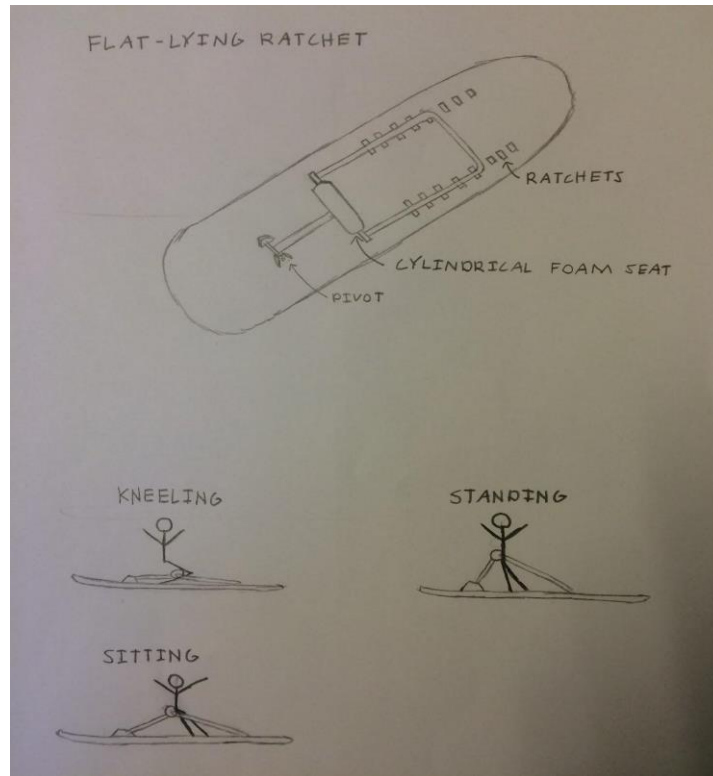 FLAT-LYING RATCHET
RATCHETS
CYLINDRICAL FOAM SEAT
PIVOT
KNEELING
STANDING
SITTING